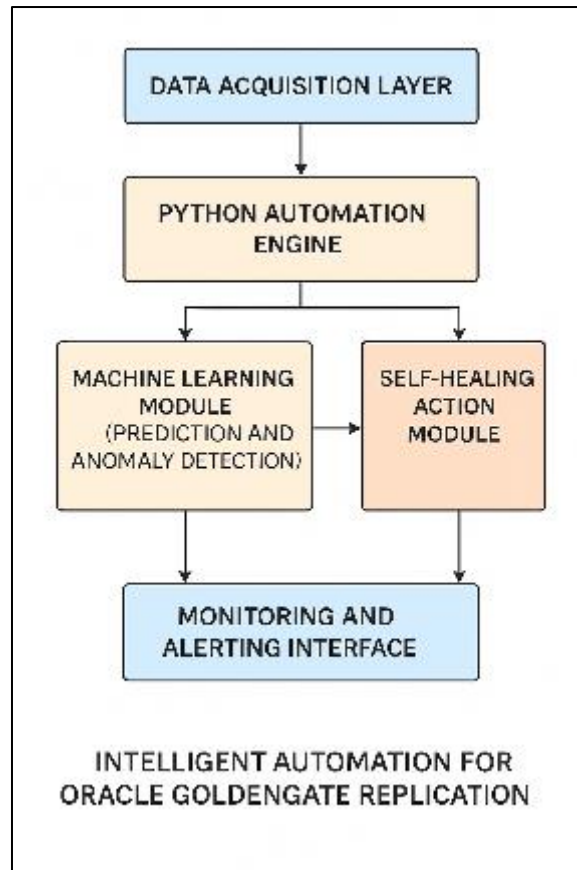 DATA ACQUISITION LAYER
PYTHON AUTOMATION
ENGINE
MACHINE LEARNING
MODULE
(PREDICTION AND
ANOMALY DETECTION)
SELF-HEALING
ACTION
MODULE
MONITORING AND
ALERTING INTERFACE
INTELLIGENT AUTOMATION FOR
ORACLE GOLDENGATE REPLICATION